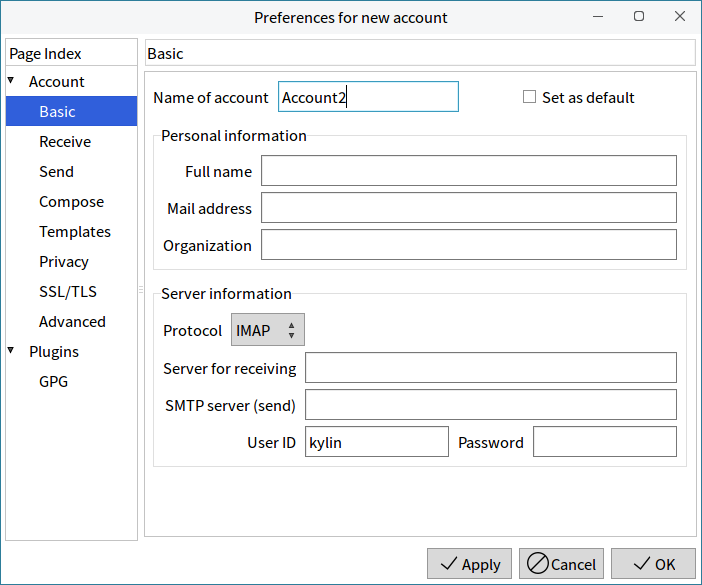 Preferences for new account
Page Index
Account
Basic
Receive
Send
Compose
Templates
Privacy
SSL/TLS
Advanced
Plugins
GPG
Basic
Name of account Account2 Set as default
Personal information
Full name
Mail address
Organization
Server information
Protocol IMAP
Server for receiving
SMTP server (send)
User ID kylin Password
Apply Cancel OK